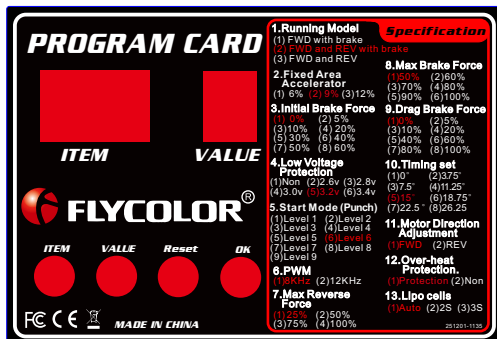 PROGRAM CARD
ITEM
VALUE
FLYCOLOR®
ITEM
VALUE
Reset
OK
FC CE
MADE IN CHINA
Specification
1.Running Model
(1) FWD with brake
(2) FWD and REV with brake
(3) FWD and REV
2.Fixed Area
Accelerator
(1) 6% (2) 9% (3)12%
3.Initial Brake Force
(1) 0% (2) 5%
(3)10% (4) 20%
(5) 30% (6) 40%
(7) 50% (8) 60%
4.Low Voltage
Protection
(1)Non (2)2.6v (3)2.8v
(4)3.0v (5)3.2v (6)3.4v
5.Start Mode (Punch)
(1)Level 1 (2)Level 2
(3)Level 3 (4)Level 4
(5)Level 5 (6)Level 6
(7)Level 7 (8)Level 8
(9)Level 9
6.PWM
(1)8KHz (2)12KHz
7.Max Reverse
Force
(1)25% (2)50%
(3)75% (4)100%
8.Max Brake Force
(1)50% (2)60%
(3)70% (4)80%
(5)90% (6)100%
9.Drag Brake Force
(1)0% (2)5%
(3)10% (4)20%
(5)40% (6)60%
(7)80% (8)100%
10.Timing set
(1)0° (2)3.75°
(3)7.5° (4)11.25°
(5)15° (6)18.75°
(7)22.5° (8)26.25
11.Motor Direction
Adjustment
(1)FWD (2)REV
12.Over-heat
Protection.
(1)Protection (2)Non
13.Lipo cells
(1)Auto (2)2S (3)3S
251201-1135